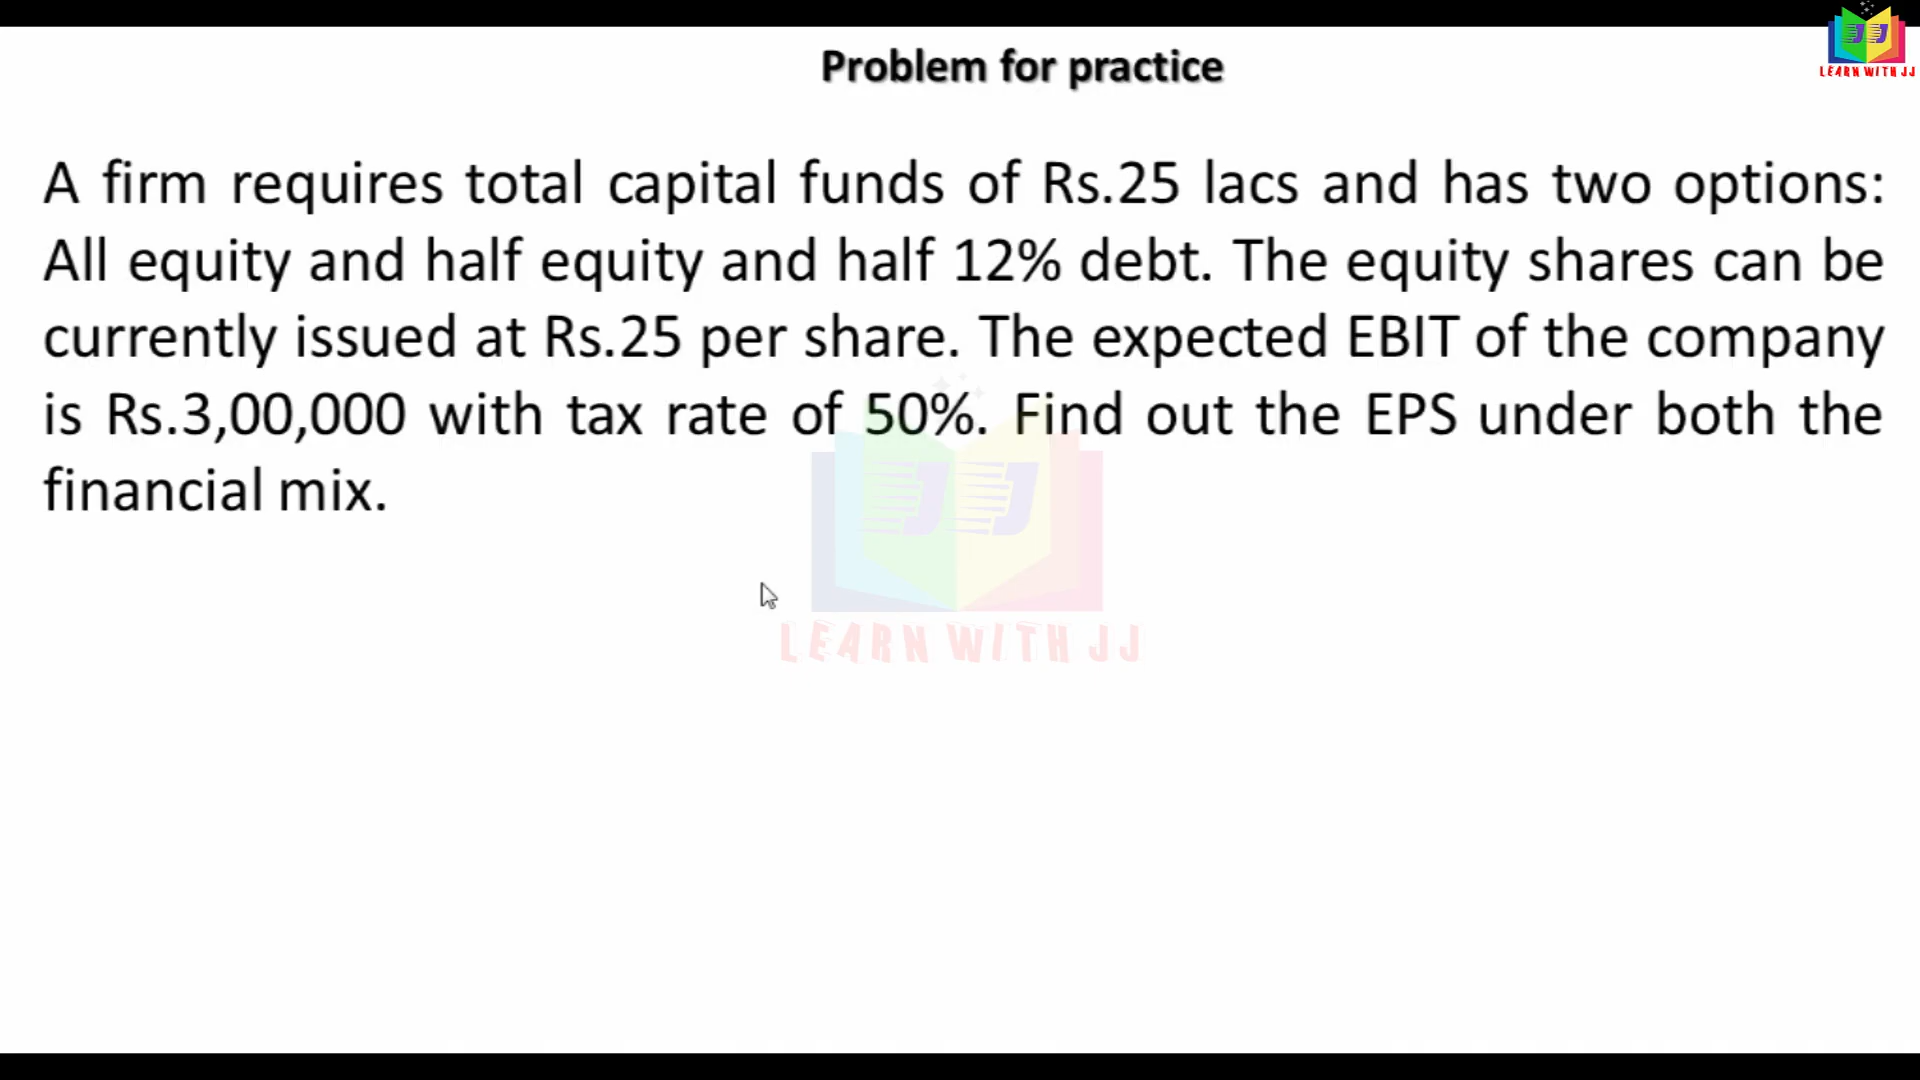 LEARN WITH JJ
Problem for practice
A firm requires total capital funds of Rs.25 lacs and has two options:
All equity and half equity and half 12% debt. The equity shares can be
currently issued at Rs.25 per share. The expected EBIT of the company
is Rs.3,00,000 with tax rate of 50%. Find out the EPS under both the
financial mix.
JJ
LEARN WITH JJ